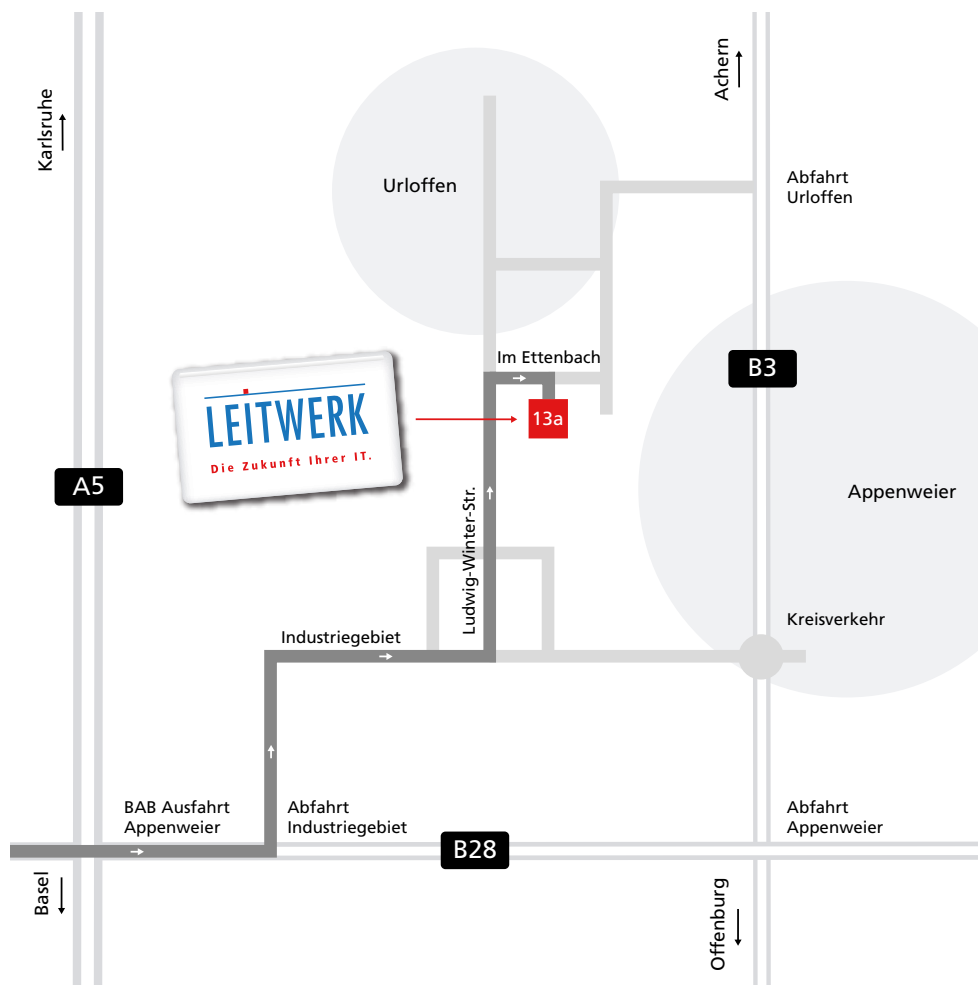 Achern
Karlsruhe
Urloffen
Abfahrt
Urloffen
Im Ettenbach
B3
LEITWERK
Die Zukunft Ihrer IT.
13a
A5
Appenweier
Ludwig-Winter-Str.
Kreisverkehr
Industriegebiet
BAB Ausfahrt
Appenweier
Abfahrt
Industriegebiet
Abfahrt
Appenweier
B28
Basel
Offenburg